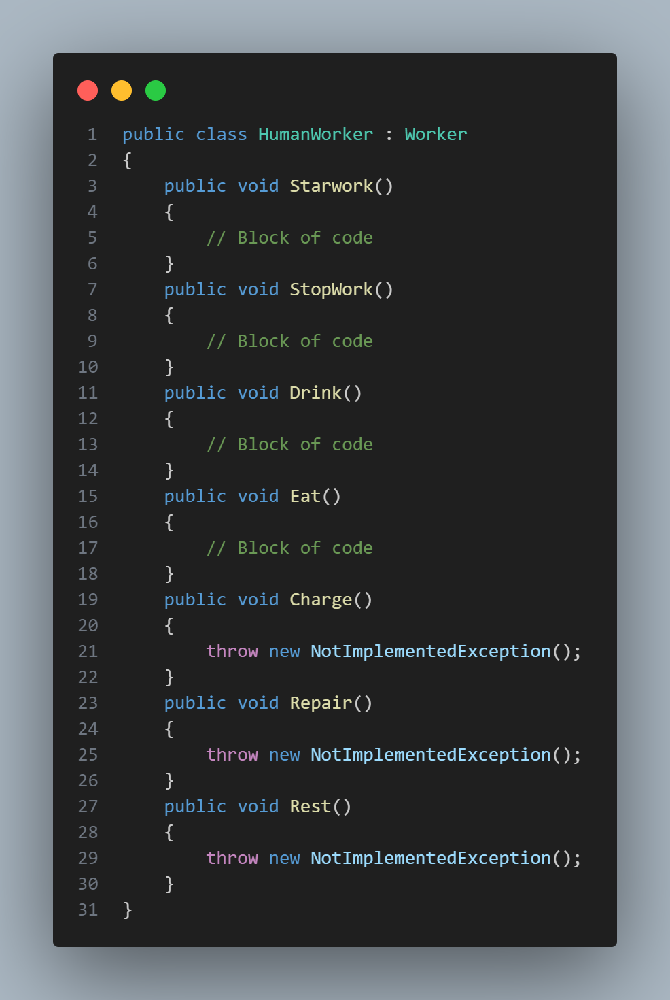 1 public class HumanWorker : Worker
2 {
3     public void Starwork()
4     {
5         // Block of code
6     }
7     public void StopWork()
8     {
9         // Block of code
10     }
11     public void Drink()
12     {
13         // Block of code
14     }
15     public void Eat()
16     {
17         // Block of code
18     }
19     public void Charge()
20     {
21         throw new NotImplementedException();
22     }
23     public void Repair()
24     {
25         throw new NotImplementedException();
26     }
27     public void Rest()
28     {
29         throw new NotImplementedException();
30     }
31 }